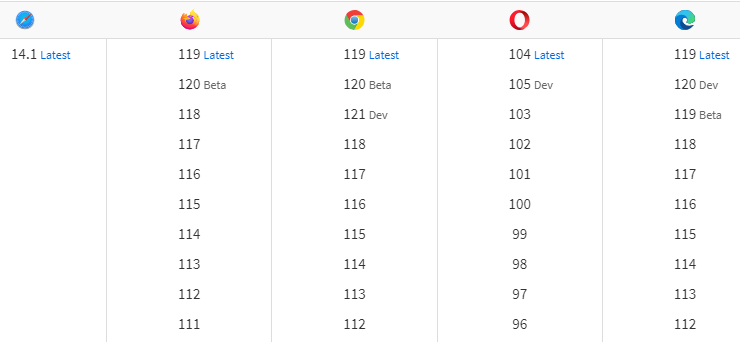 14.1 Latest 119 Latest 119 Latest 104 Latest 119 Latest
120 Beta 120 Beta 105 Dev 120 Dev
118 121 Dev 103 119 Beta
117 118 102 118
116 117 101 117
115 116 100 116
114 115 99 115
113 114 98 114
112 113 97 113
111 112 96 112